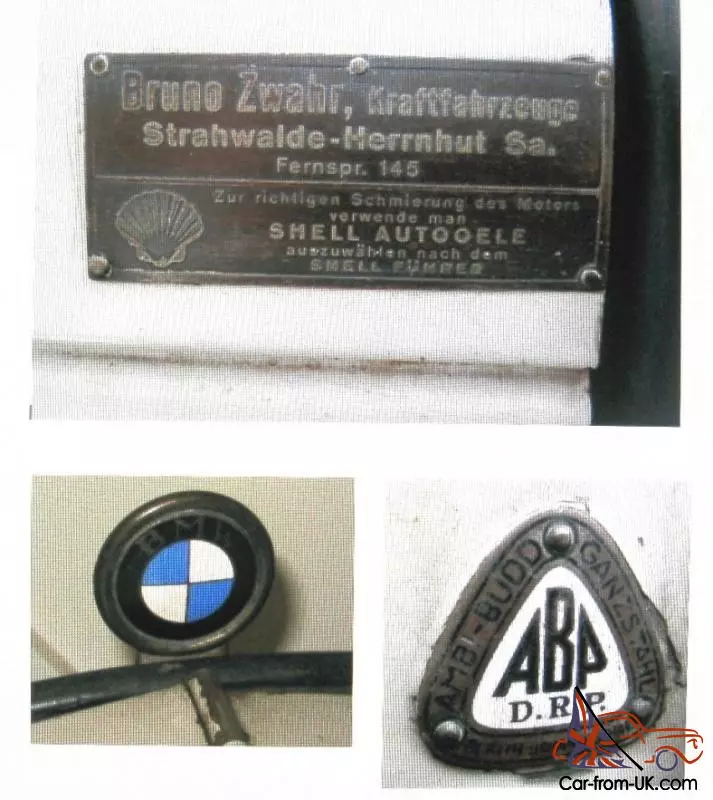 Bruno Zwahr, Kraftfahrzeuge
Strahwalde-Herrnhut Sa.
Fernspr. 145
Zur richtigen Schmierung des Motors
verwende man
SHELL AUTOOELE
auszuwählen nach dem
SHELL FÜHRER
BMW
AMBI-BUDD GANZSTAHL
ABP
D.R.P.
Car-from-UK.com